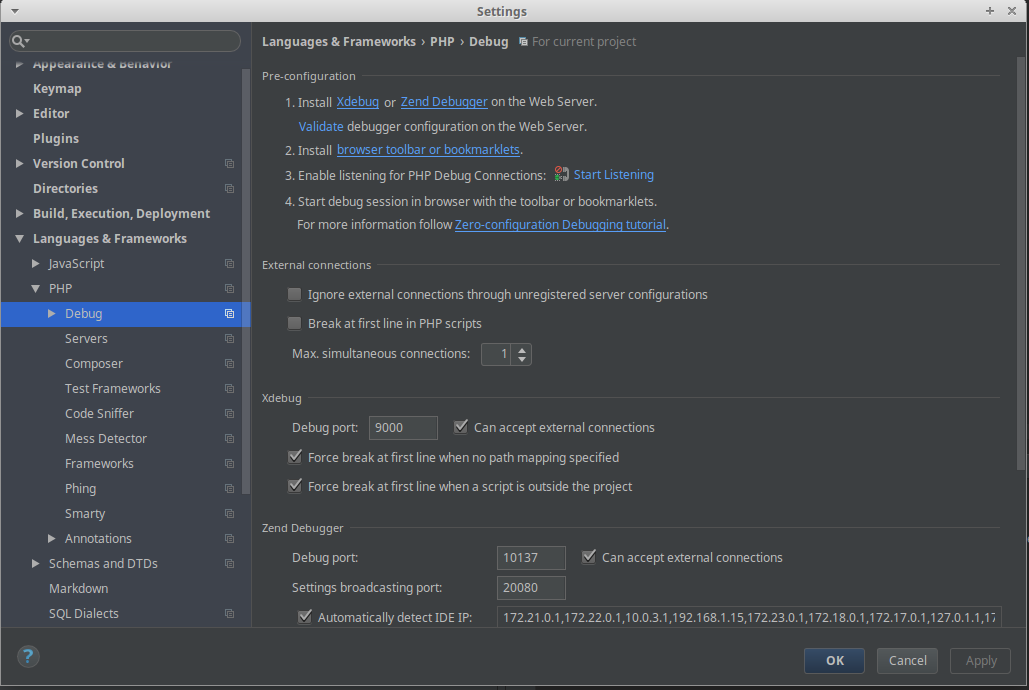 Settings
Languages & Frameworks › PHP › Debug For current project
Appearance & Behavior
Keymap
Editor
Plugins
Version Control
Directories
Build, Execution, Deployment
Languages & Frameworks
JavaScript
PHP
Debug
Servers
Composer
Test Frameworks
Code Sniffer
Mess Detector
Frameworks
Phing
Smarty
Annotations
Schemas and DTDs
Markdown
SQL Dialects
Pre-configuration
1. Install Xdebug or Zend Debugger on the Web Server.
Validate debugger configuration on the Web Server.
2. Install browser toolbar or bookmarklets.
3. Enable listening for PHP Debug Connections: Start Listening
4. Start debug session in browser with the toolbar or bookmarklets.
For more information follow Zero-configuration Debugging tutorial.
External connections
Ignore external connections through unregistered server configurations
Break at first line in PHP scripts
Max. simultaneous connections: 1
Xdebug
Debug port: 9000 Can accept external connections
Force break at first line when no path mapping specified
Force break at first line when a script is outside the project
Zend Debugger
Debug port: 10137 Can accept external connections
Settings broadcasting port: 20080
Automatically detect IDE IP: 172.21.0.1,172.22.0.1,10.0.3.1,192.168.1.15,172.23.0.1,172.18.0.1,172.17.0.1,127.0.1.1,17
?
OK Cancel Apply